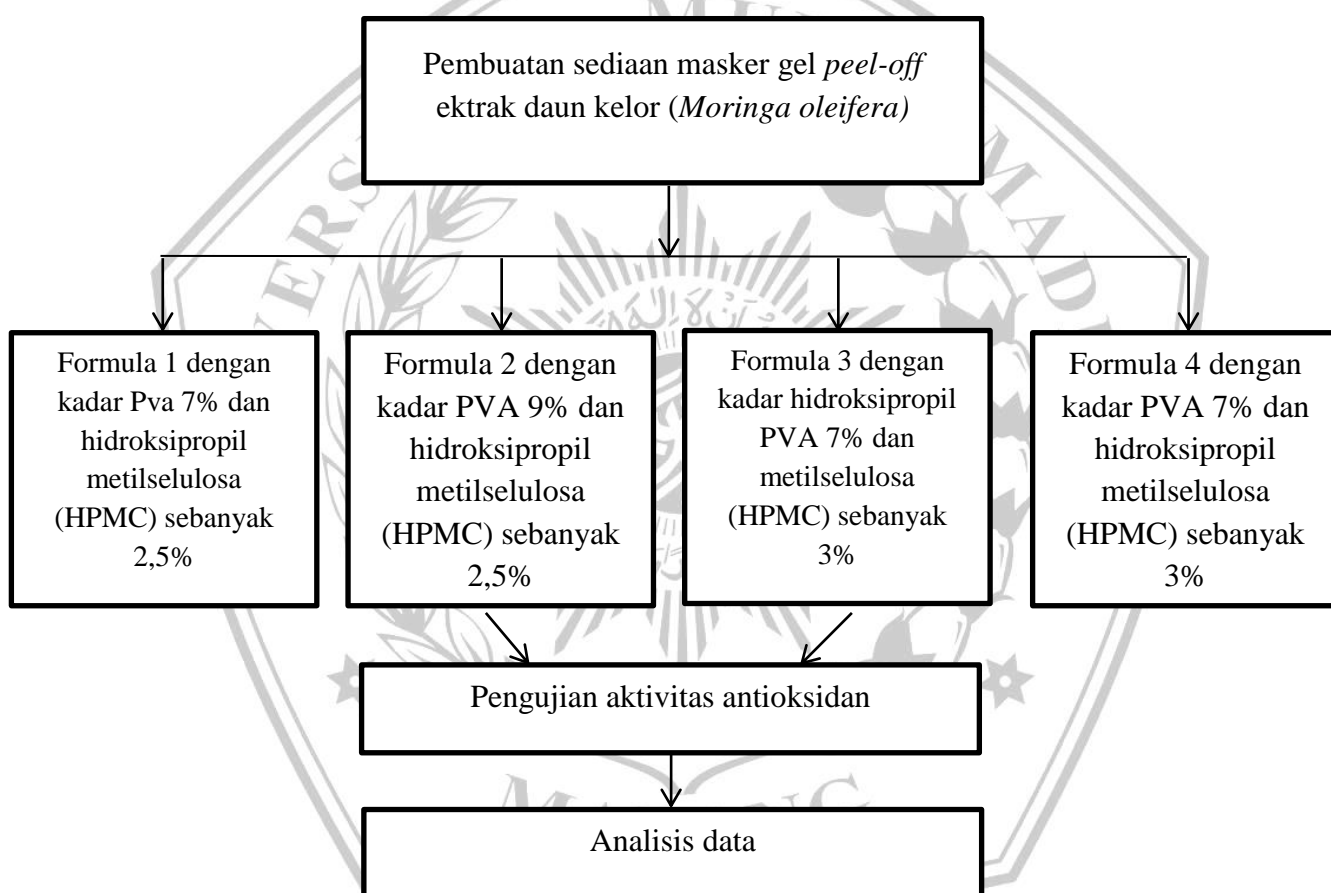 Pembuatan sediaan masker gel peel-off
ektrak daun kelor (Moringa oleifera)
Formula 1 dengan
kadar Pva 7% dan
hidroksipropil
metilselulosa
(HPMC) sebanyak
2,5%
Formula 2 dengan
kadar PVA 9% dan
hidroksipropil
metilselulosa
(HPMC) sebanyak
2,5%
Formula 3 dengan
kadar hidroksipropil
PVA 7% dan
metilselulosa
(HPMC) sebanyak
3%
Formula 4 dengan
kadar PVA 7% dan
hidroksipropil
metilselulosa
(HPMC) sebanyak
3%
Pengujian aktivitas antioksidan
Analisis data